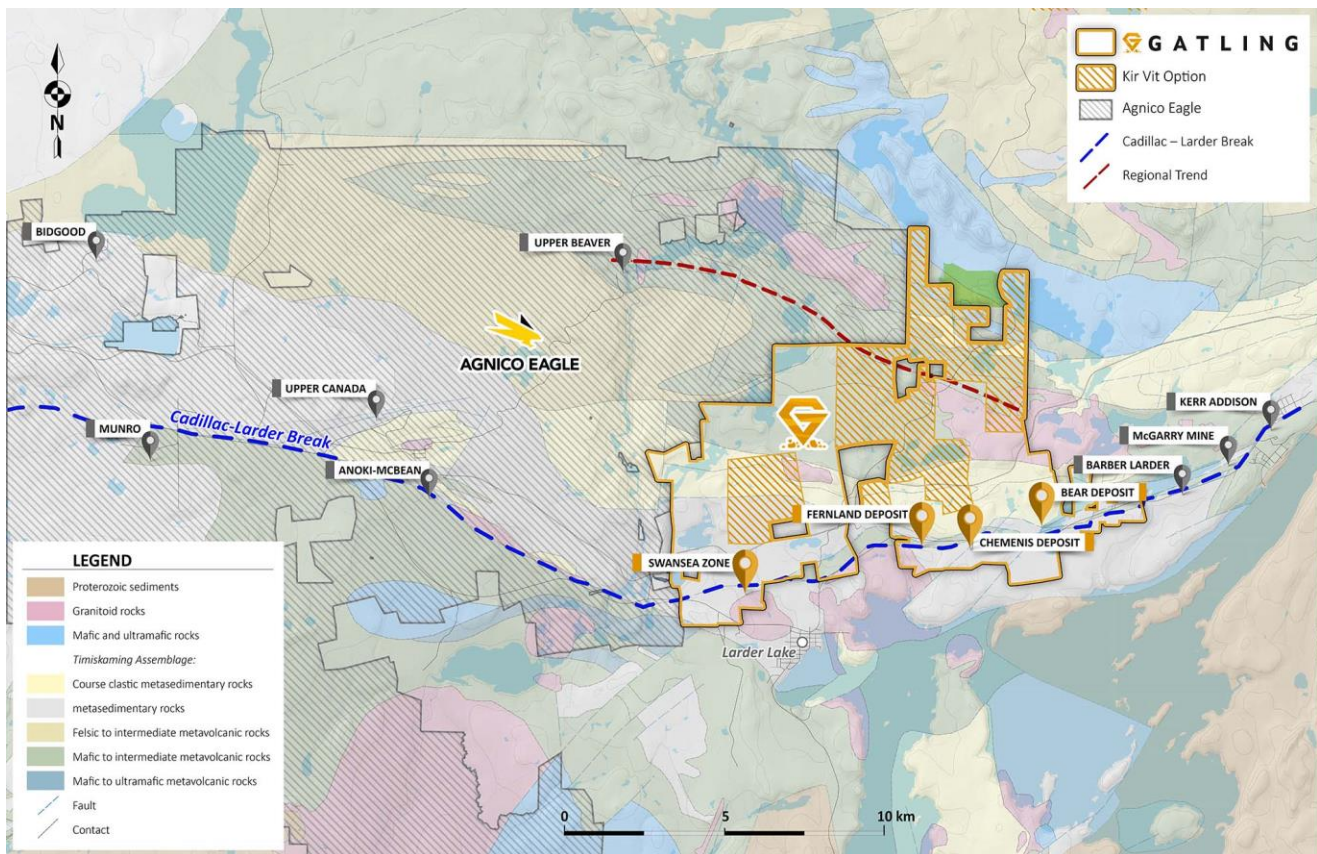 N
GATLING
Kir Vit Option
Agnico Eagle
Cadillac – Larder Break
Regional Trend
BIDGOOD
UPPER BEAVER
AGNICO EAGLE
UPPER CANADA
Cadillac-Larder Break
MUNRO
ANOKI-MCBEAN
KERR ADDISON
McGARRY MINE
BARBER LARDER
BEAR DEPOSIT
FERNLAND DEPOSIT
CHEMENIS DEPOSIT
SWANSEA ZONE
Larder Lake
LEGEND
Proterozoic sediments
Granitoid rocks
Mafic and ultramafic rocks
Timiskaming Assemblage:
Course clastic metasedimentary rocks
metasedimentary rocks
Felsic to intermediate metavolcanic rocks
Mafic to intermediate metavolcanic rocks
Mafic to ultramafic metavolcanic rocks
Fault
Contact
0 5 10 km